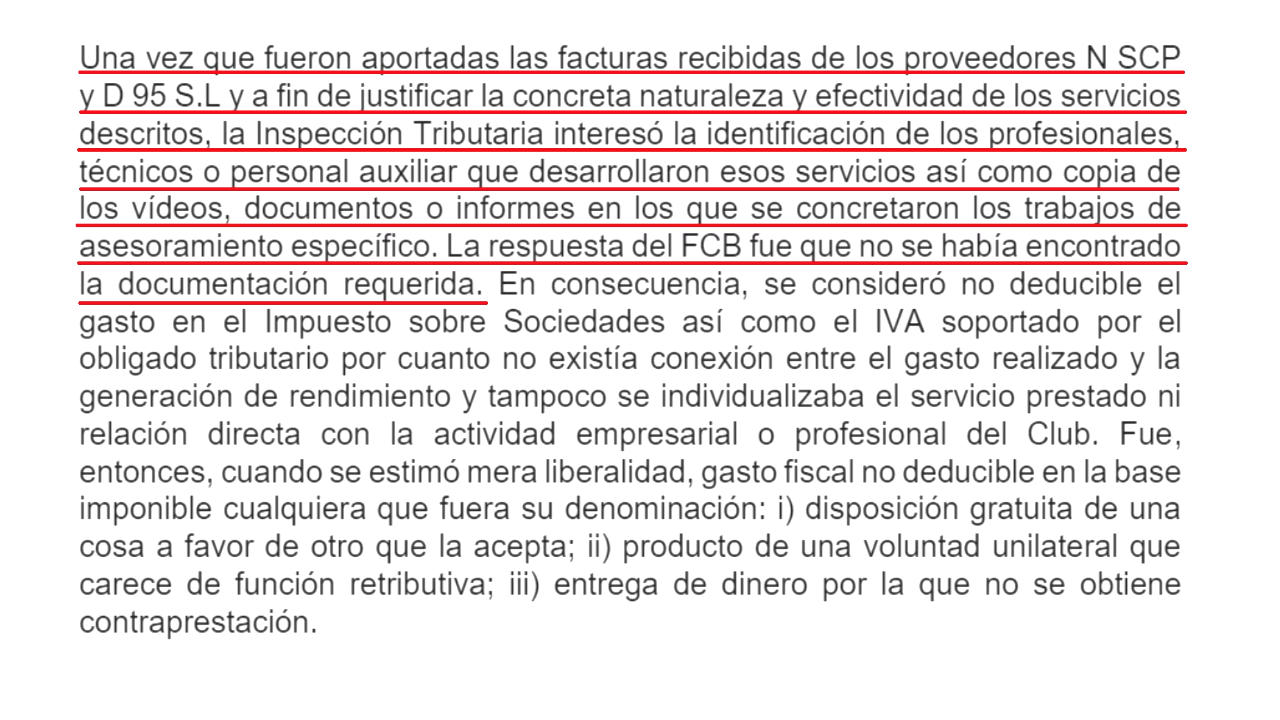 Una vez que fueron aportadas las facturas recibidas de los proveedores N SCP
y D 95 S.L y a fin de justificar la concreta naturaleza y efectividad de los servicios
descritos, la Inspección Tributaria interesó la identificación de los profesionales,
técnicos o personal auxiliar que desarrollaron esos servicios así como copia de
los vídeos, documentos o informes en los que se concretaron los trabajos de
asesoramiento específico. La respuesta del FCB fue que no se había encontrado
la documentación requerida. En consecuencia, se consideró no deducible el
gasto en el Impuesto sobre Sociedades así como el IVA soportado por el
obligado tributario por cuanto no existía conexión entre el gasto realizado y la
generación de rendimiento y tampoco se individualizaba el servicio prestado ni
relación directa con la actividad empresarial o profesional del Club. Fue,
entonces, cuando se estimó mera liberalidad, gasto fiscal no deducible en la base
imponible cualquiera que fuera su denominación: i) disposición gratuita de una
cosa a favor de otro que la acepta; ii) producto de una voluntad unilateral que
carece de función retributiva; iii) entrega de dinero por la que no se obtiene
contraprestación.